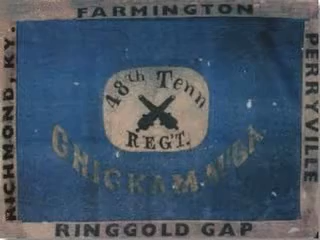 FARMINGTON
RICHMOND, KY.
PERRYVILLE
48th Tenn
REGT.
CHICKAMAUGA
RINGGOLD GAP